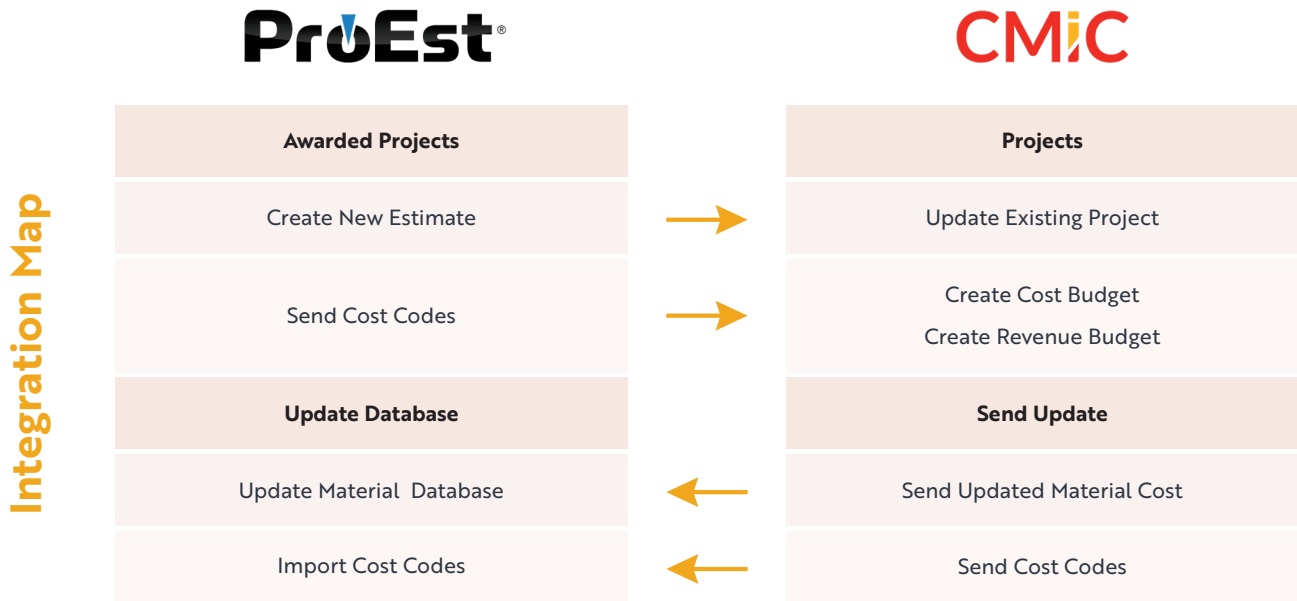 ProEst®
CMiC
Integration Map
Awarded Projects
Projects
Create New Estimate
Update Existing Project
Send Cost Codes
Create Cost Budget
Create Revenue Budget
Update Database
Send Update
Update Material Database
Send Updated Material Cost
Import Cost Codes
Send Cost Codes